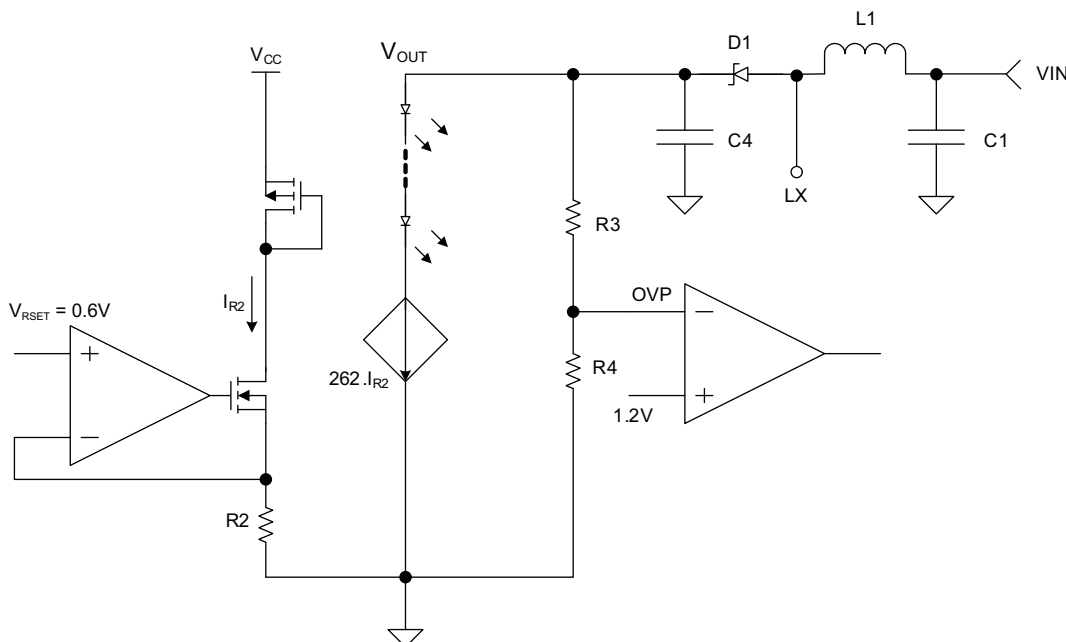 L1
D1
V_CC
V_OUT
VIN
C4
C1
LX
R3
I_R2
OVP
V_RSET = 0.6V
+
−
−
R4
262.I_R2
+
1.2V
−
R2